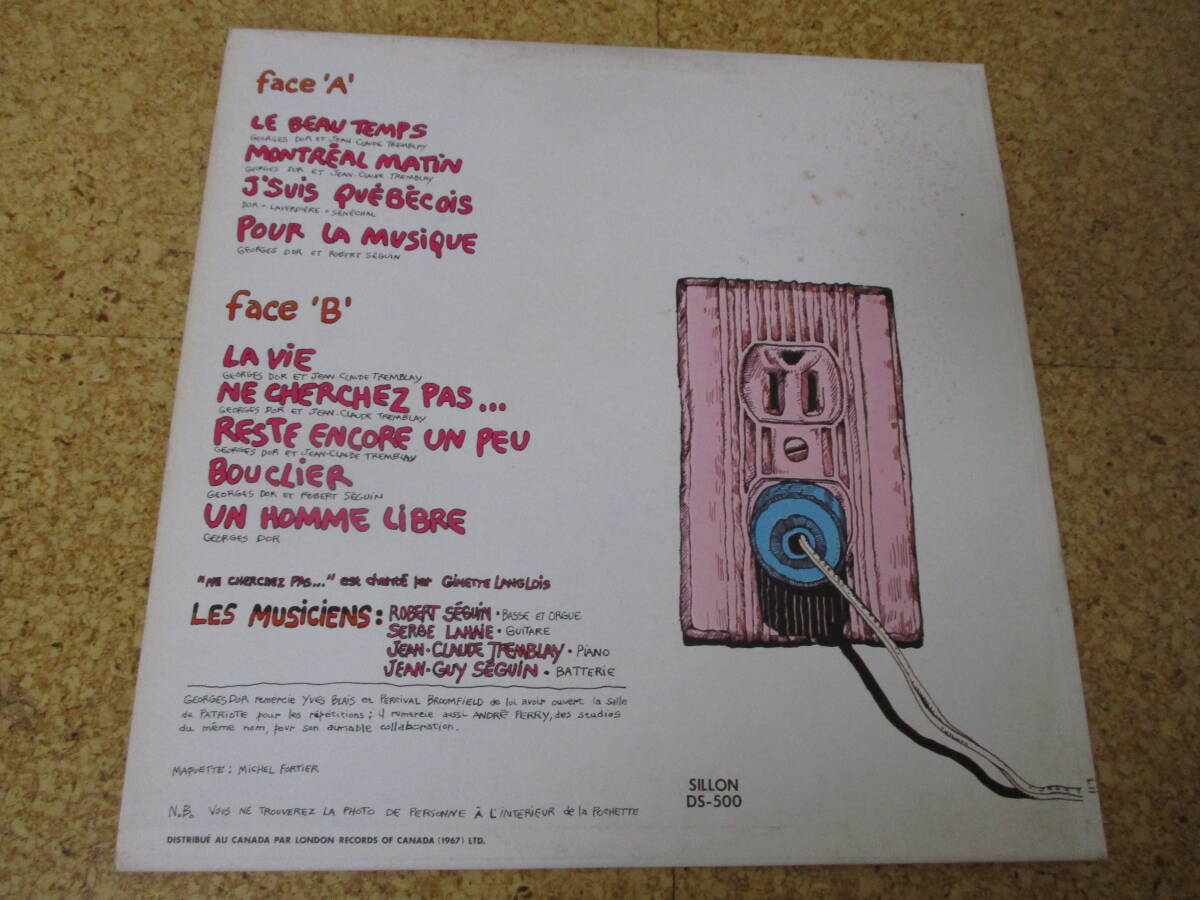 face 'A'
LE BEAU TEMPS
GEORGES DOR ET JEAN CLAUDE TREMBLAY
MONTRÉAL MATIN
GEORGES DOR ET JEAN CLAUDE TREMBLAY
J'SUIS QUÉBÉCOIS
DOR • LAVERDIÈRE • SÉNÉCHAL
POUR LA MUSIQUE
GEORGES DOR ET ROBERT SÉGUIN
face 'B'
LA VIE
GEORGES DOR ET JEAN-CLAUDE TREMBLAY
NE CHERCHEZ PAS...
GEORGES DOR ET JEAN-CLAUDE TREMBLAY
RESTE ENCORE UN PEU
GEORGES DOR ET JEAN-CLAUDE TREMBLAY
BOUCLIER
GEORGES DOR ET ROBERT SÉGUIN
UN HOMME LIBRE
GEORGES DOR
"NE CHERCHEZ PAS..." est chanté par GINETTE LANGLOIS
LES MUSICIENS: ROBERT SÉGUIN • BASSE ET ORGUE
SERGE LAHAIE • GUITARE
JEAN-CLAUDE TREMBLAY • PIANO
JEAN-GUY SÉGUIN • BATTERIE
GEORGES DOR remercie YVES BLAIS et PERCIVAL BROOMFIELD de lui avoir ouvert la salle
du PATRIOTE pour les répétitions; il remercie aussi ANDRÉ PERRY, des studios
du même nom, pour son aimable collaboration.
MAQUETTE: MICHEL FORTIER
N.B. VOUS NE TROUVEREZ LA PHOTO DE PERSONNE À L'INTÉRIEUR de la POCHETTE
SILLON
DS-500
DISTRIBUÉ AU CANADA PAR LONDON RECORDS OF CANADA (1967) LTD.